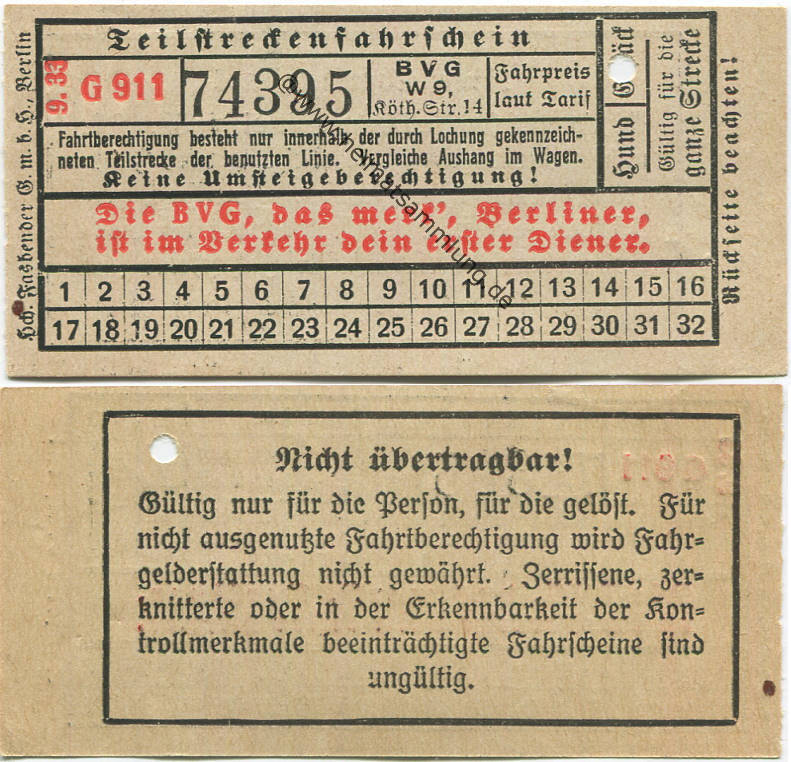 Teilstreckenfahrschein
9.33 G 911
74395
BVG
W 9,
Köth. Str. 14
Fahrpreis
laut Tarif
Fahrtberechtigung besteht nur innerhalb der durch Lochung gekennzeich-
neten Teilstrecke der benutzten Linie. Vergleiche Aushang im Wagen.
Keine Umsteigeberechtigung!
Hund
Gültig für die
ganze Strecke
Die BVG, das merk', Berliner,
ist im Verkehr dein erster Diener.
1 2 3 4 5 6 7 8 9 10 11 12 13 14 15 16
17 18 19 20 21 22 23 24 25 26 27 28 29 30 31 32
Hch. Fasbender G.m.b.H., Berlin
Rückseite beachten!
©www.heimatsammlung.de
Nicht übertragbar!
Gültig nur für die Person, für die gelöst. Für
nicht ausgenutzte Fahrtberechtigung wird Fahr-
gelderstattung nicht gewährt. Zerrissene, zer-
knitterte oder in der Erkennbarkeit der Kon-
trollmerkmale beeinträchtigte Fahrscheine sind
ungültig.